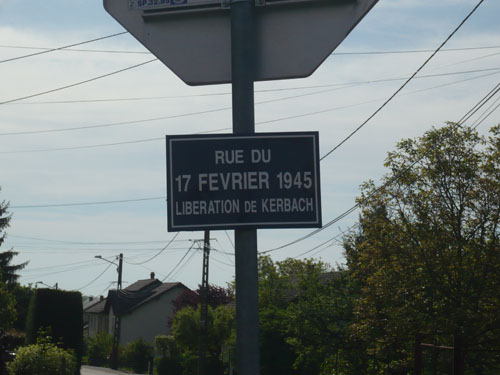 RUE DU
17 FEVRIER 1945
LIBERATION DE KERBACH